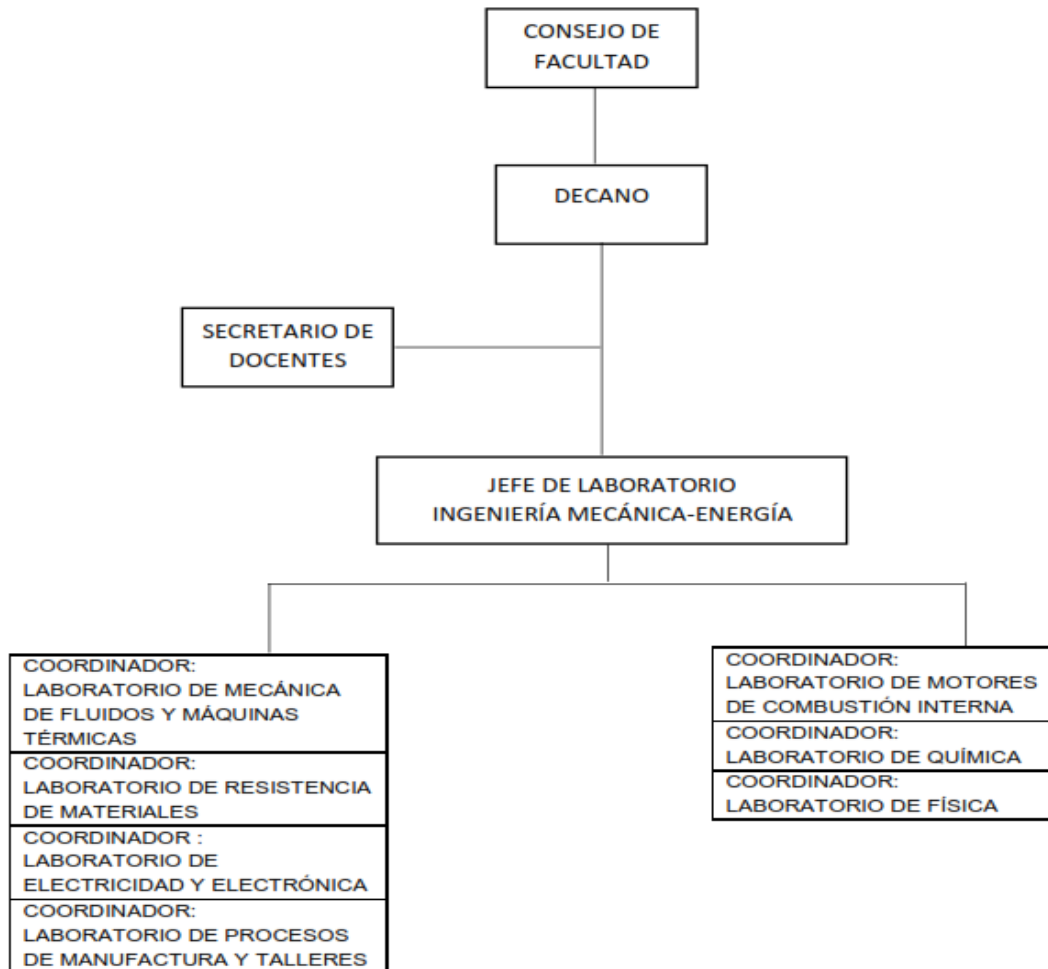 CONSEJO DE
FACULTAD
DECANO
SECRETARIO DE
DOCENTES
JEFE DE LABORATORIO
INGENIERÍA MECÁNICA-ENERGÍA
COORDINADOR:
LABORATORIO DE MECÁNICA
DE FLUIDOS Y MÁQUINAS
TÉRMICAS
COORDINADOR:
LABORATORIO DE RESISTENCIA
DE MATERIALES
COORDINADOR :
LABORATORIO DE
ELECTRICIDAD Y ELECTRÓNICA
COORDINADOR:
LABORATORIO DE PROCESOS
DE MANUFACTURA Y TALLERES
COORDINADOR:
LABORATORIO DE MOTORES
DE COMBUSTIÓN INTERNA
COORDINADOR:
LABORATORIO DE QUÍMICA
COORDINADOR:
LABORATORIO DE FÍSICA